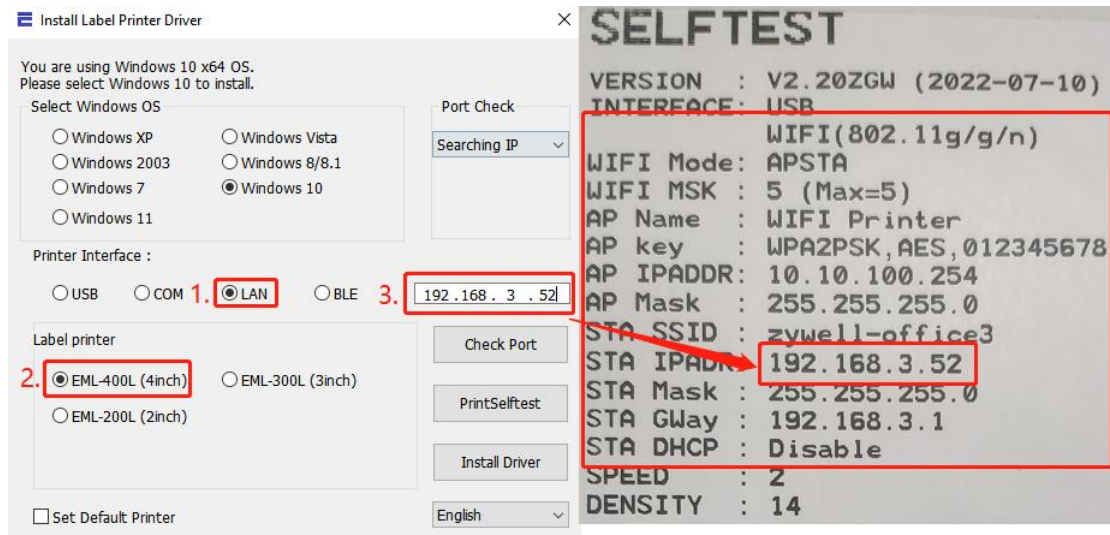 Install Label Printer Driver
You are using Windows 10 x64 OS.
Please select Windows 10 to install.
Select Windows OS
Windows XP
Windows Vista
Windows 2003
Windows 8/8.1
Windows 7
Windows 10
Windows 11
Port Check
Searching IP
Printer Interface :
USB
COM
1.
LAN
BLE
3.
192.168. 3 .52
Label printer
2.
EML-400L (4inch)
EML-300L (3inch)
EML-200L (2inch)
Check Port
PrintSelftest
Install Driver
Set Default Printer
English
SELFTEST
VERSION : V2.20ZGW (2022-07-10)
INTERFACE: USB
WIFI(802.11g/g/n)
WIFI Mode: APSTA
WIFI MSK : 5 (Max=5)
AP Name : WIFI Printer
AP key : WPA2PSK,AES,012345678
AP IPADDR: 10.10.100.254
AP Mask : 255.255.255.0
STA SSID : zywell-office3
STA IPADR: 192.168.3.52
STA Mask : 255.255.255.0
STA GWay : 192.168.3.1
STA DHCP : Disable
SPEED : 2
DENSITY : 14